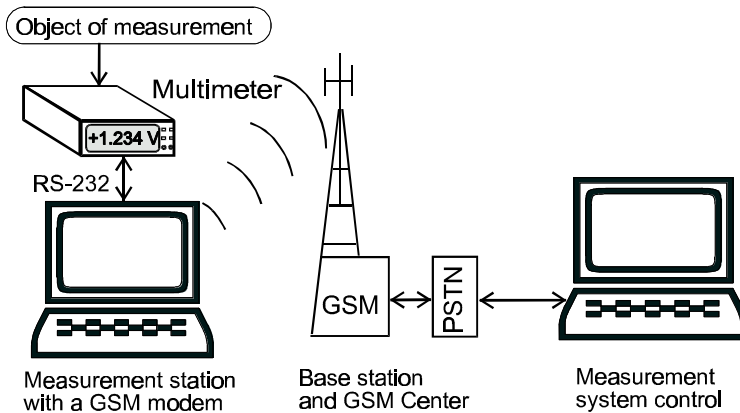 Object of measurement
Multimeter
+1.234 V
RS-232
GSM
PSTN
Measurement station
with a GSM modem
Base station
and GSM Center
Measurement
system control